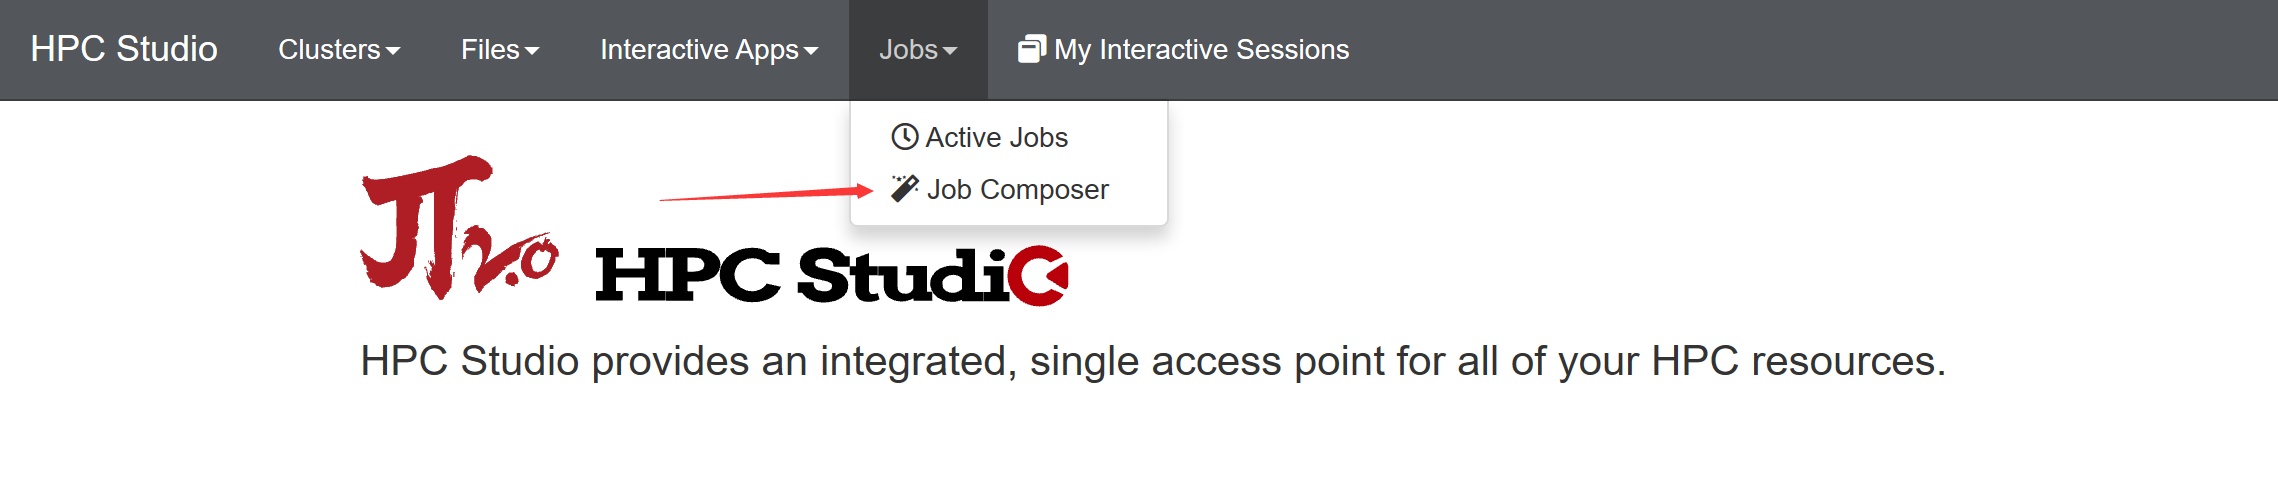 HPC Studio Clusters Files Interactive Apps Jobs My Interactive Sessions
Active Jobs
Job Composer
JT2.0
HPC Studio
HPC Studio provides an integrated, single access point for all of your HPC resources.